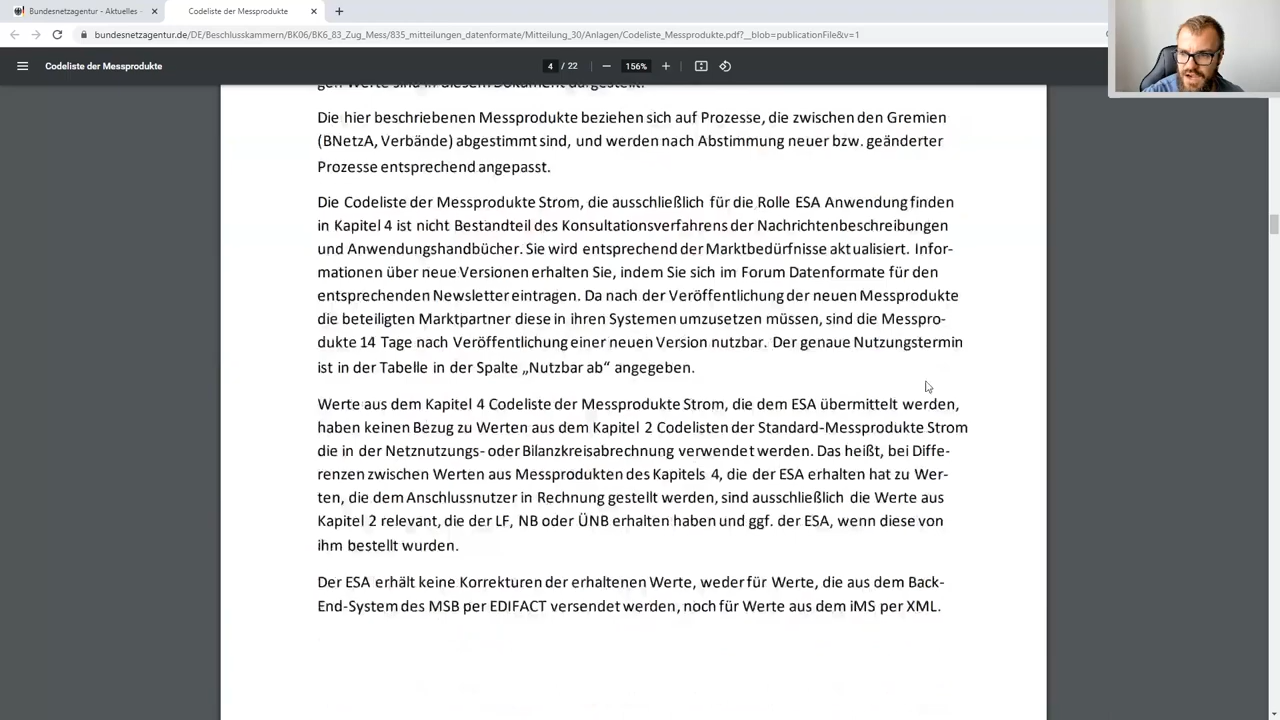 Bundesnetzagentur - Aktuelles -
Codeliste der Messprodukte
bundesnetzagentur.de/DE/Beschlusskammern/BK06/BK6_83_Zug_Mess/835_mitteilungen_datenformate/Mitteilung_30/Anlagen/Codeliste_Messprodukte.pdf?__blob=publicationFile&v=1
Codeliste der Messprodukte
4 / 22
156%
gen Werte sind in diesem Dokument dargestellt.
Die hier beschriebenen Messprodukte beziehen sich auf Prozesse, die zwischen den Gremien
(BNetzA, Verbände) abgestimmt sind, und werden nach Abstimmung neuer bzw. geänderter
Prozesse entsprechend angepasst.
Die Codeliste der Messprodukte Strom, die ausschließlich für die Rolle ESA Anwendung finden
in Kapitel 4 ist nicht Bestandteil des Konsultationsverfahrens der Nachrichtenbeschreibungen
und Anwendungshandbücher. Sie wird entsprechend der Marktbedürfnisse aktualisiert. Infor-
mationen über neue Versionen erhalten Sie, indem Sie sich im Forum Datenformate für den
entsprechenden Newsletter eintragen. Da nach der Veröffentlichung der neuen Messprodukte
die beteiligten Marktpartner diese in ihren Systemen umzusetzen müssen, sind die Messpro-
dukte 14 Tage nach Veröffentlichung einer neuen Version nutzbar. Der genaue Nutzungstermin
ist in der Tabelle in der Spalte „Nutzbar ab“ angegeben.
Werte aus dem Kapitel 4 Codeliste der Messprodukte Strom, die dem ESA übermittelt werden,
haben keinen Bezug zu Werten aus dem Kapitel 2 Codelisten der Standard-Messprodukte Strom
die in der Netznutzungs- oder Bilanzkreisabrechnung verwendet werden. Das heißt, bei Diffe-
renzen zwischen Werten aus Messprodukten des Kapitels 4, die der ESA erhalten hat zu Wer-
ten, die dem Anschlussnutzer in Rechnung gestellt werden, sind ausschließlich die Werte aus
Kapitel 2 relevant, die der LF, NB oder ÜNB erhalten haben und ggf. der ESA, wenn diese von
ihm bestellt wurden.
Der ESA erhält keine Korrekturen der erhaltenen Werte, weder für Werte, die aus dem Back-
End-System des MSB per EDIFACT versendet werden, noch für Werte aus dem iMS per XML.